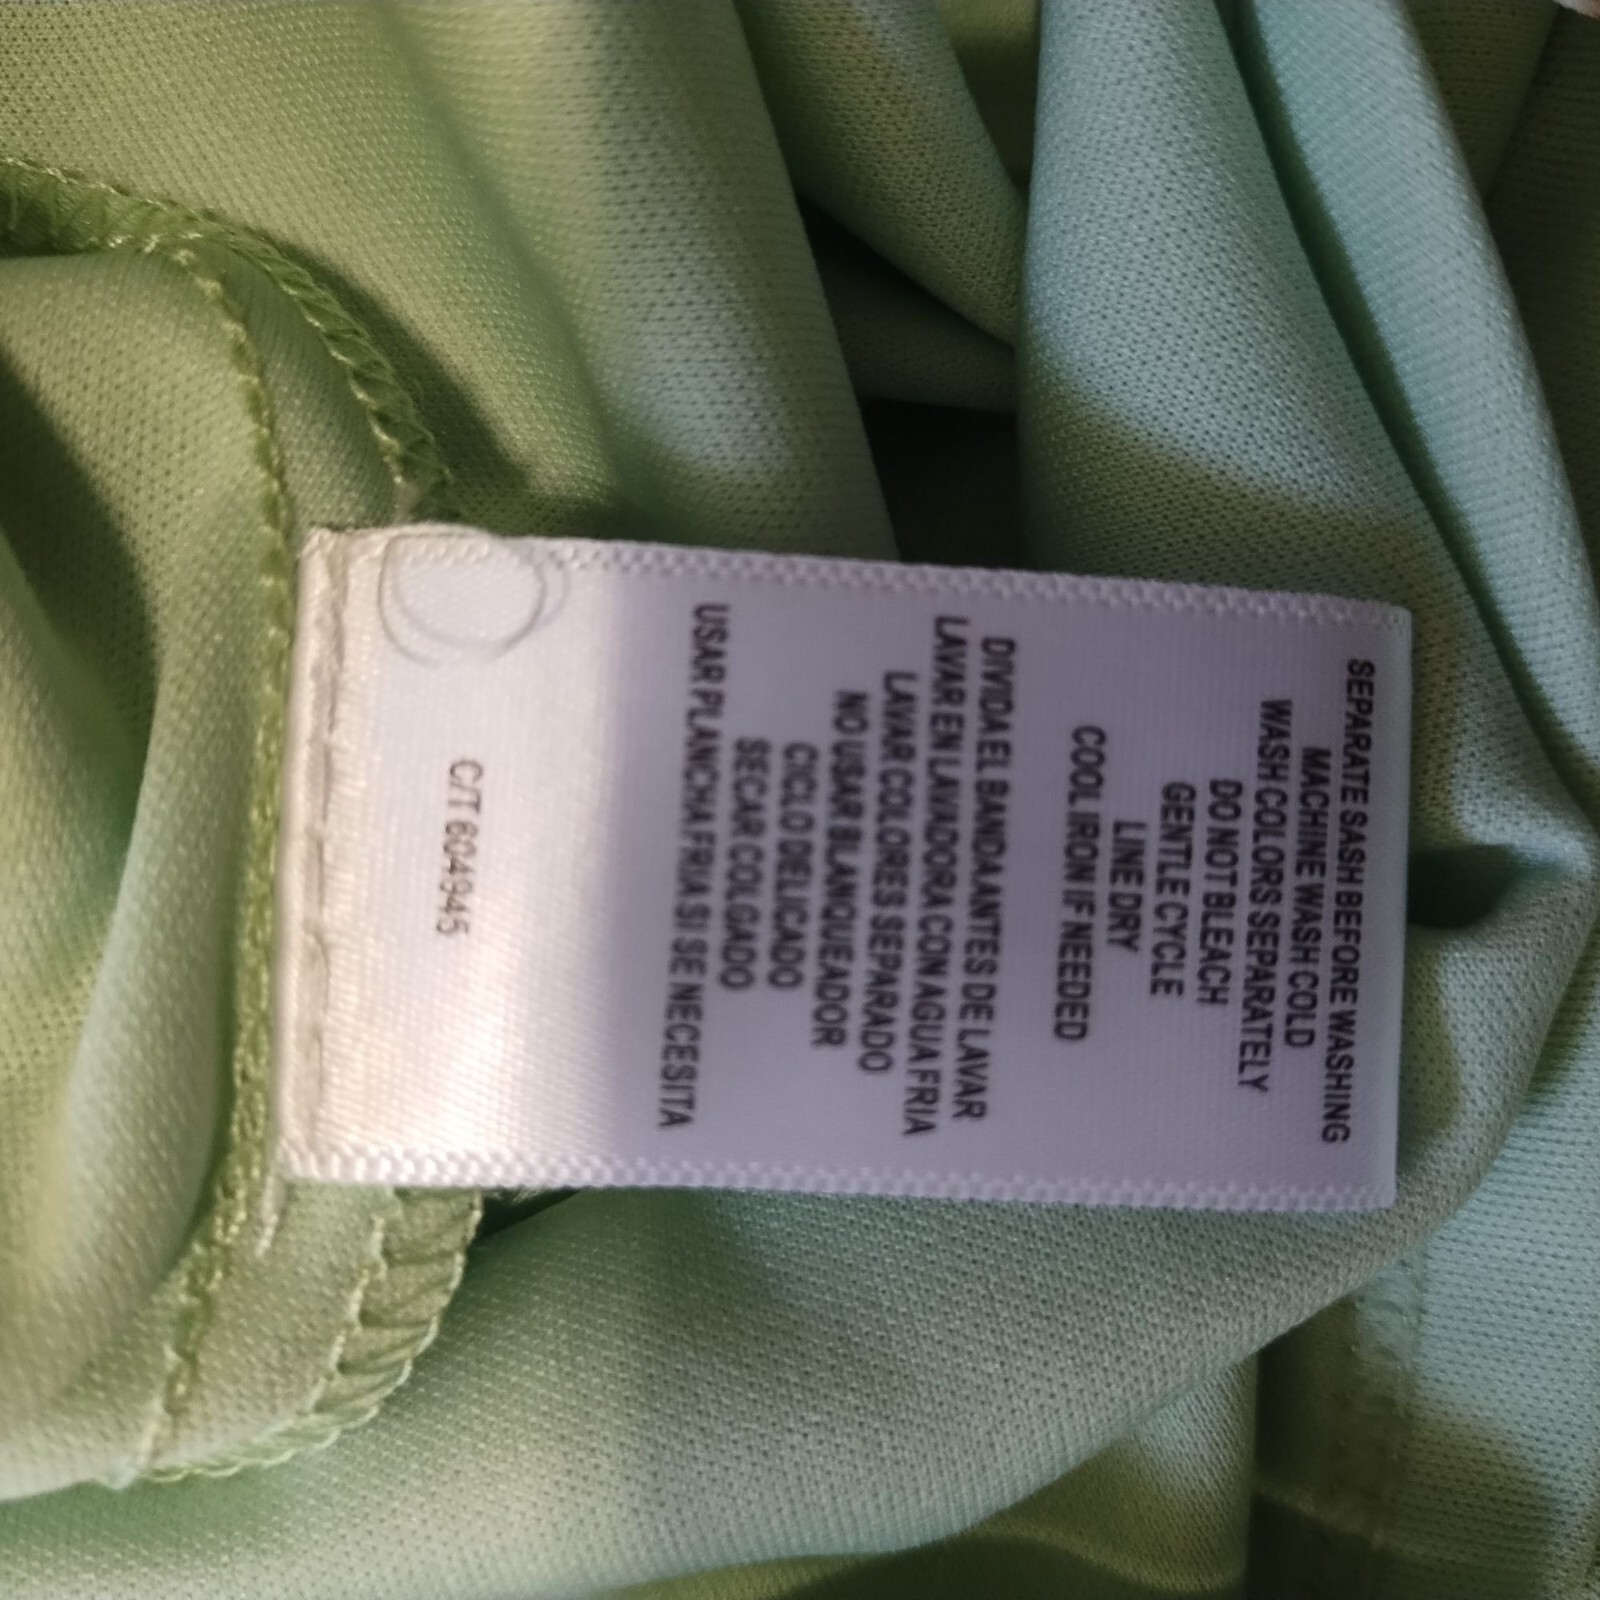 SEPARATE SASH BEFORE WASHING
MACHINE WASH COLD
WASH COLORS SEPARATELY
DO NOT BLEACH
GENTLE CYCLE
LINE DRY
COOL IRON IF NEEDED
DIVIDA EL BANDA ANTES DE LAVAR
LAVAR EN LAVADORA CON AGUA FRIA
LAVAR COLORES SEPARADO
NO USAR BLANQUEADOR
CICLO DELICADO
SECAR COLGADO
USAR PLANCHA FRIA SI SE NECESITA
C/T 604945